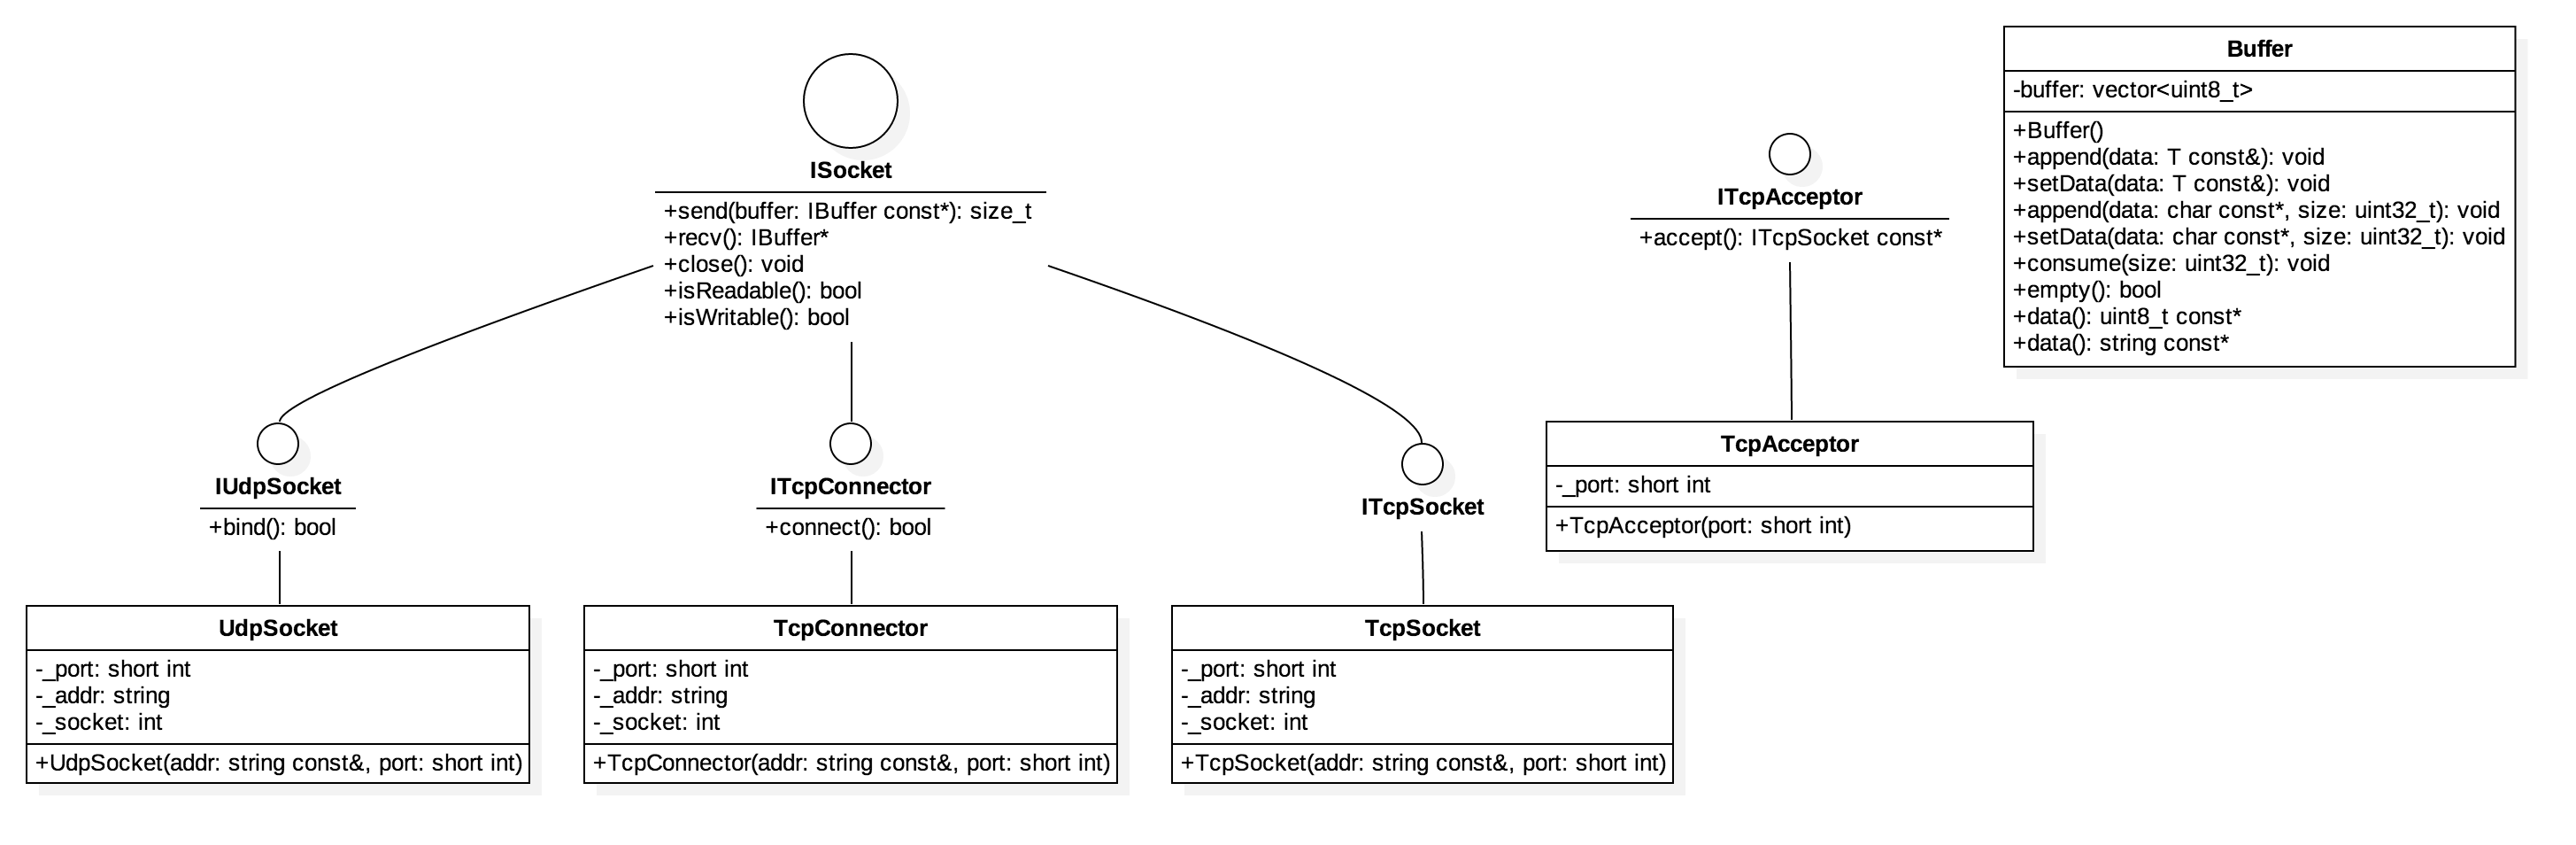 ISocket
+send(buffer: IBuffer const*): size_t
+recv(): IBuffer*
+close(): void
+isReadable(): bool
+isWritable(): bool
IUdpSocket
+bind(): bool
ITcpConnector
+connect(): bool
ITcpSocket
UdpSocket
-_port: short int
-_addr: string
-_socket: int
+UdpSocket(addr: string const&, port: short int)
TcpConnector
-_port: short int
-_addr: string
-_socket: int
+TcpConnector(addr: string const&, port: short int)
TcpSocket
-_port: short int
-_addr: string
-_socket: int
+TcpSocket(addr: string const&, port: short int)
ITcpAcceptor
+accept(): ITcpSocket const*
TcpAcceptor
-_port: short int
+TcpAcceptor(port: short int)
Buffer
-buffer: vector<uint8_t>
+Buffer()
+append(data: T const&): void
+setData(data: T const&): void
+append(data: char const*, size: uint32_t): void
+setData(data: char const*, size: uint32_t): void
+consume(size: uint32_t): void
+empty(): bool
+data(): uint8_t const*
+data(): string const*